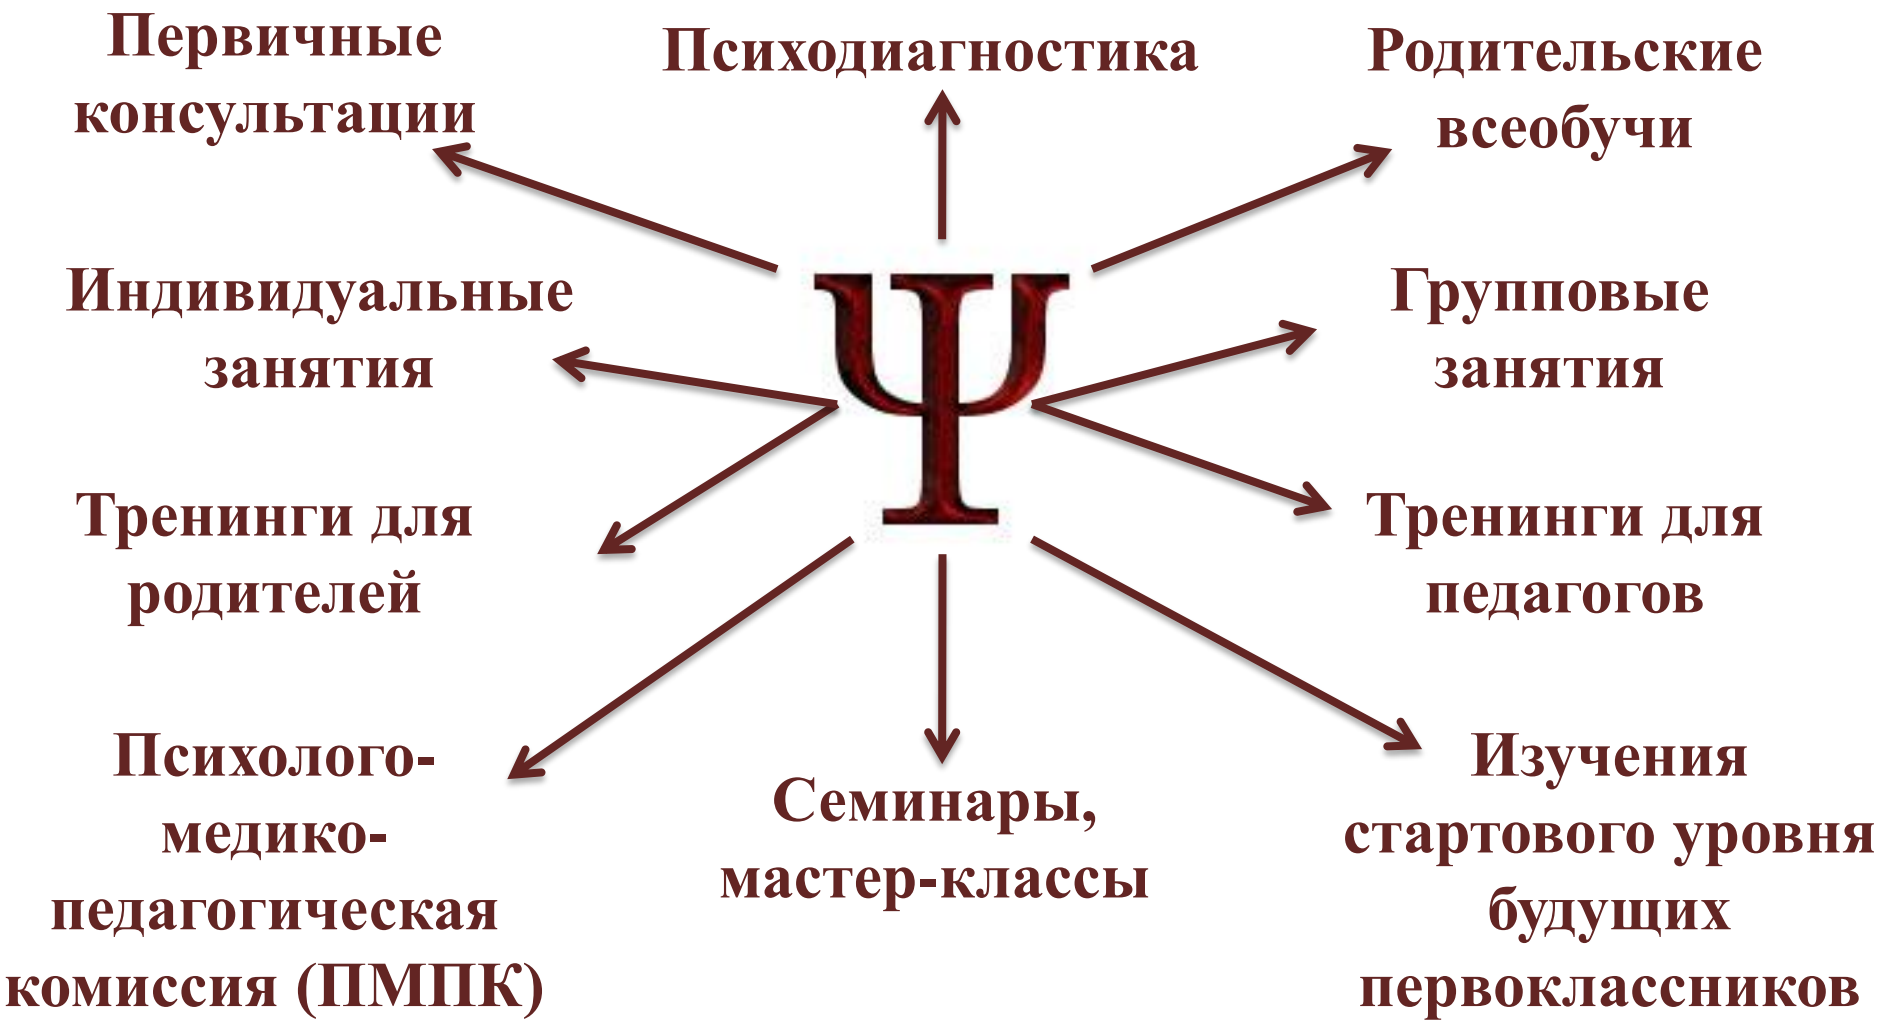 Первичные
консультации
Психодиагностика
Родительские
всеобучи
Индивидуальные
занятия
Ψ
Групповые
занятия
Тренинги для
родителей
Тренинги для
педагогов
Психолого-
медико-
педагогическая
комиссия (ПМПК)
Семинары,
мастер-классы
Изучения
стартового уровня
будущих
первоклассников